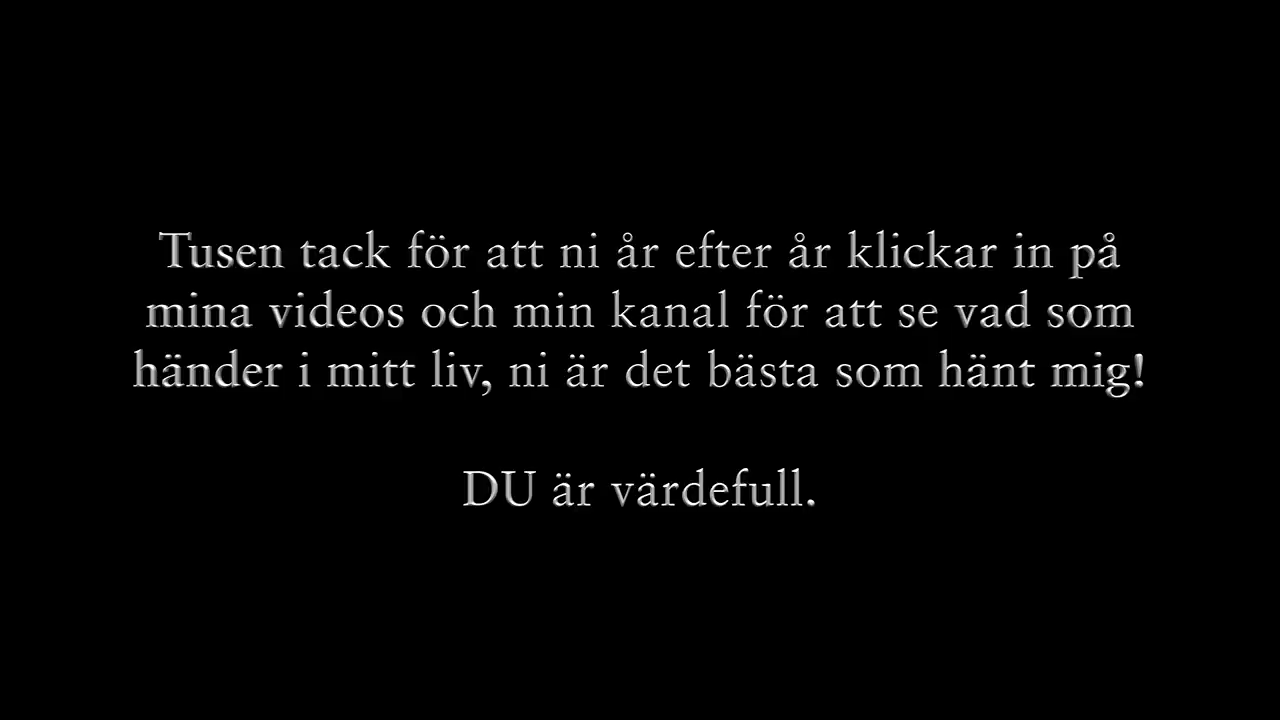 Tusen tack för att ni år efter år klickar in på
mina videos och min kanal för att se vad som
händer i mitt liv, ni är det bästa som hänt mig!
DU är värdefull.